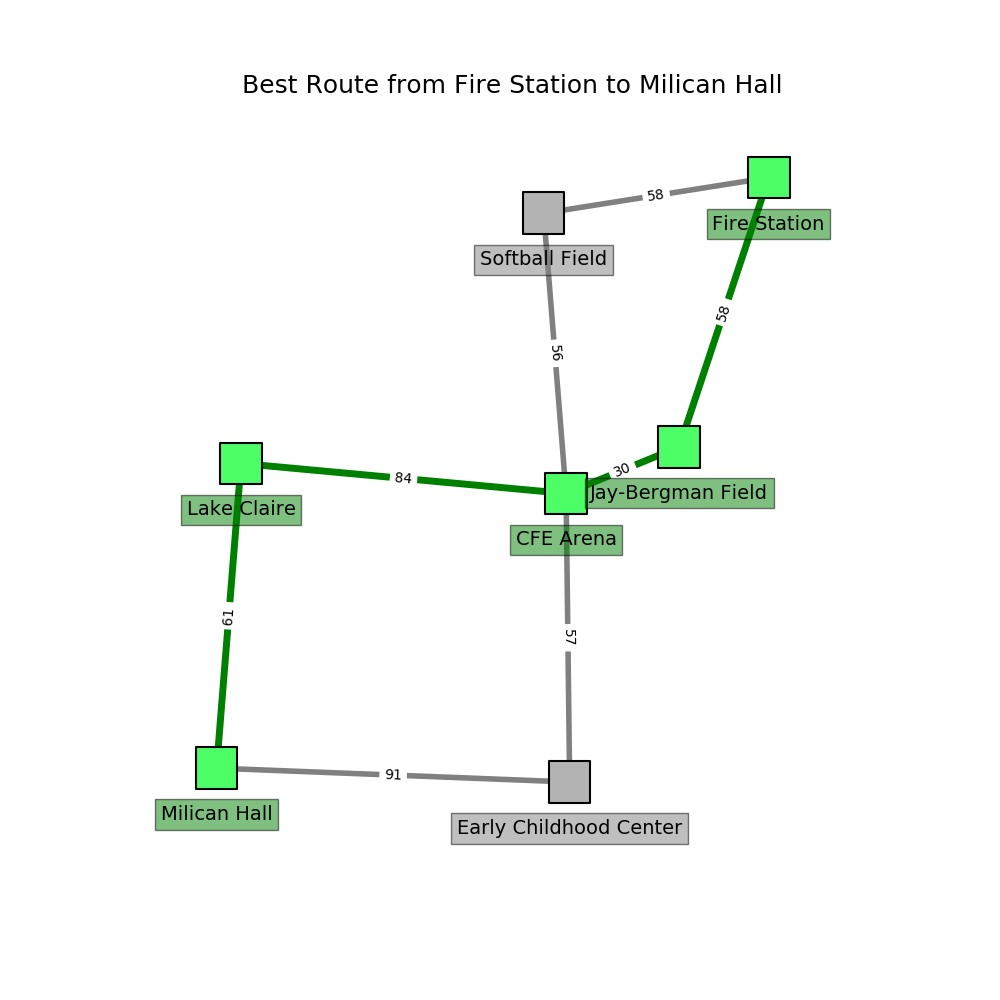 Best Route from Fire Station to Milican Hall
58
Fire Station
Softball Field
58
56
30
84
Jay-Bergman Field
Lake Claire
CFE Arena
61
57
91
Milican Hall
Early Childhood Center